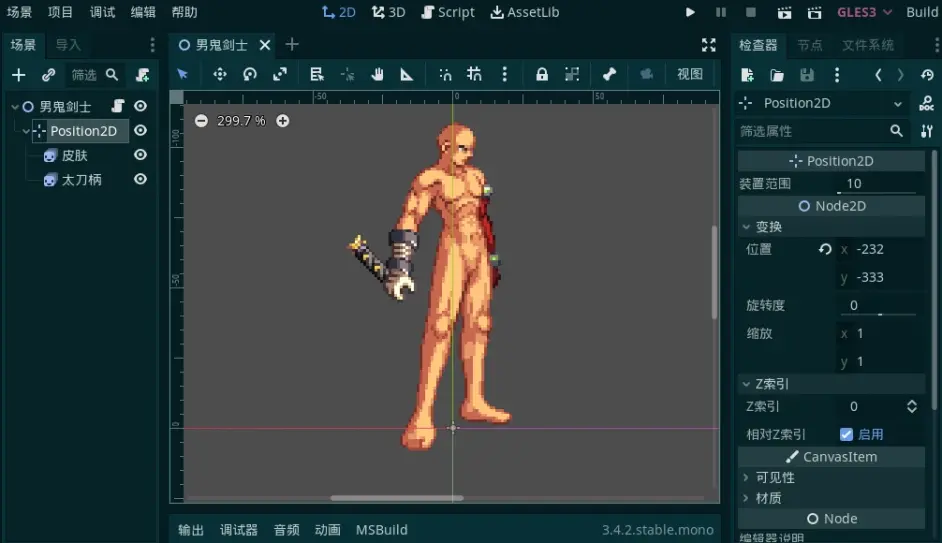 场景 项目 调试 编辑 帮助 2D 3D Script AssetLib GLES3 Build
场景 导入 男鬼剑士 检查器 节点 文件系统
筛选 视图
男鬼剑士
Position2D
皮肤
太刀柄
-50 0 50
-100
-50
0
299.7 %
Position2D
筛选属性
Position2D
装置范围 10
Node2D
变换
位置 x -232
y -333
旋转度 0
缩放 x 1
y 1
Z索引
Z索引 0
相对Z索引 启用
CanvasItem
可见性
材质
Node
编辑器说明
输出 调试器 音频 动画 MSBuild 3.4.2.stable.mono